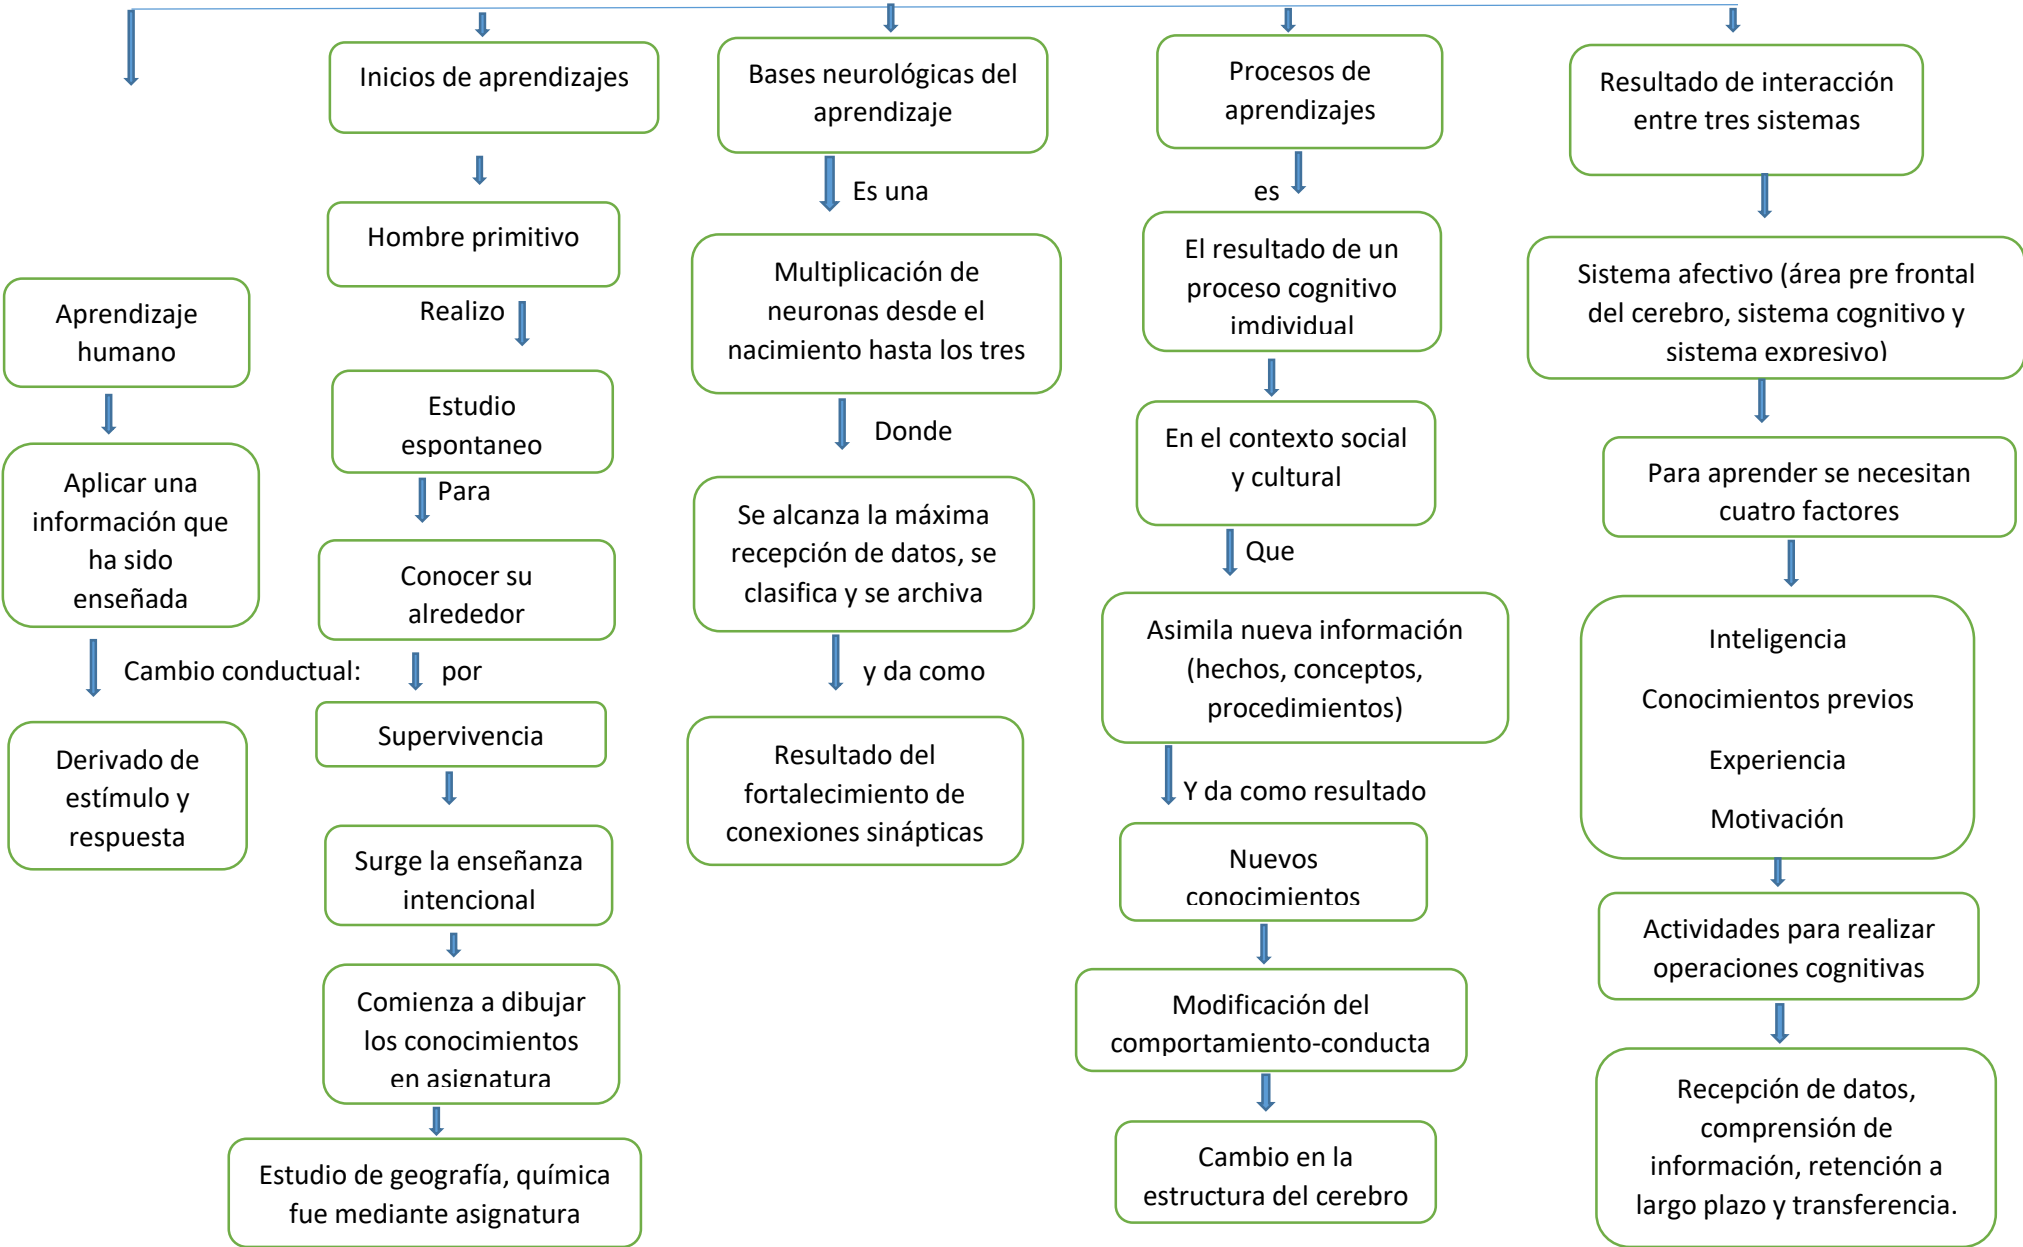 Aprendizaje
humano
Aplicar una
información que
ha sido
enseñada
Cambio conductual:
Derivado de
estímulo y
respuesta
Inicios de aprendizajes
Hombre primitivo
Realizo
Estudio
espontaneo
Para
Conocer su
alrededor
por
Supervivencia
Surge la enseñanza
intencional
Comienza a dibujar
los conocimientos
en asignatura
Estudio de geografía, química
fue mediante asignatura
Bases neurológicas del
aprendizaje
Es una
Multiplicación de
neuronas desde el
nacimiento hasta los tres
Donde
Se alcanza la máxima
recepción de datos, se
clasifica y se archiva
y da como
Resultado del
fortalecimiento de
conexiones sinápticas
Procesos de
aprendizajes
es
El resultado de un
proceso cognitivo
imdividual
En el contexto social
y cultural
Que
Asimila nueva información
(hechos, conceptos,
procedimientos)
Y da como resultado
Nuevos
conocimientos
Modificación del
comportamiento-conducta
Cambio en la
estructura del cerebro
Resultado de interacción
entre tres sistemas
Sistema afectivo (área pre frontal
del cerebro, sistema cognitivo y
sistema expresivo)
Para aprender se necesitan
cuatro factores
Inteligencia
Conocimientos previos
Experiencia
Motivación
Actividades para realizar
operaciones cognitivas
Recepción de datos,
comprensión de
información, retención a
largo plazo y transferencia.